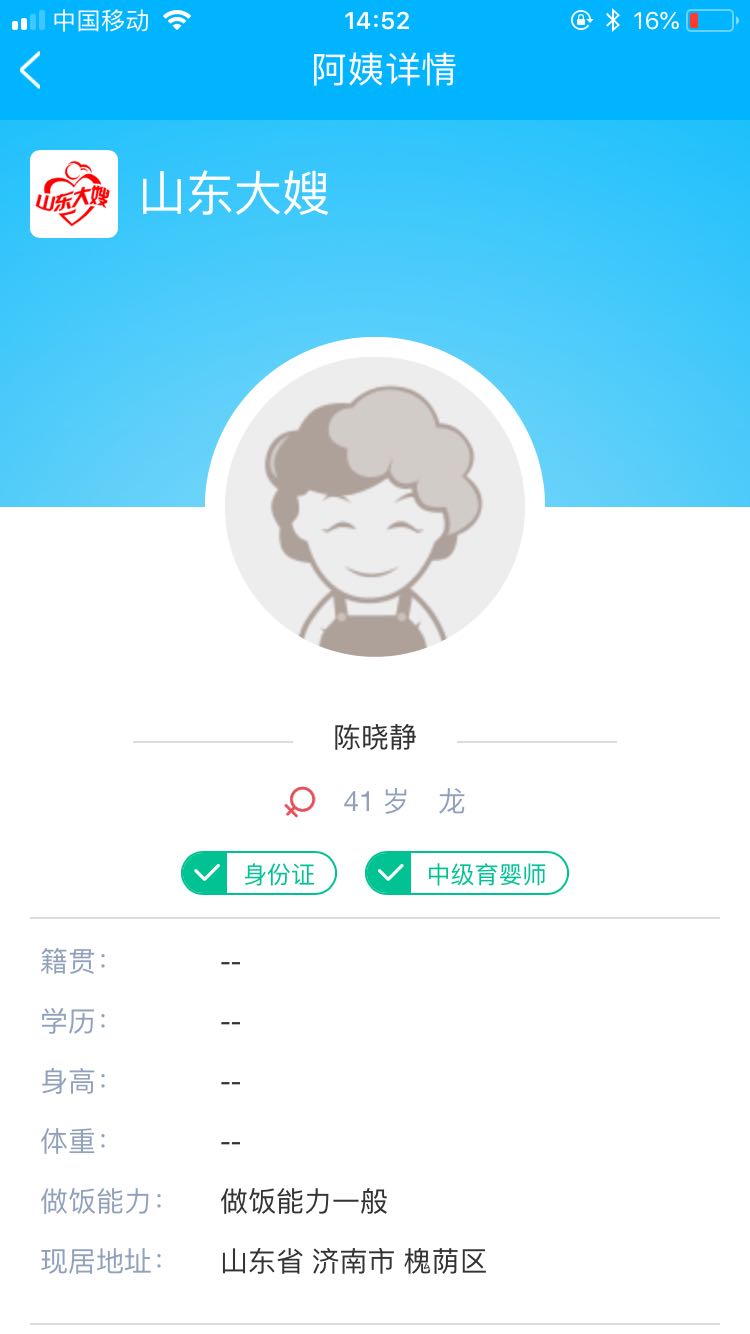 中国移动 14:52 16%
阿姨详情
山东大嫂 山东大嫂
陈晓静
41 岁 龙
身份证 中级育婴师
籍贯： --
学历： --
身高： --
体重： --
做饭能力： 做饭能力一般
现居地址： 山东省 济南市 槐荫区